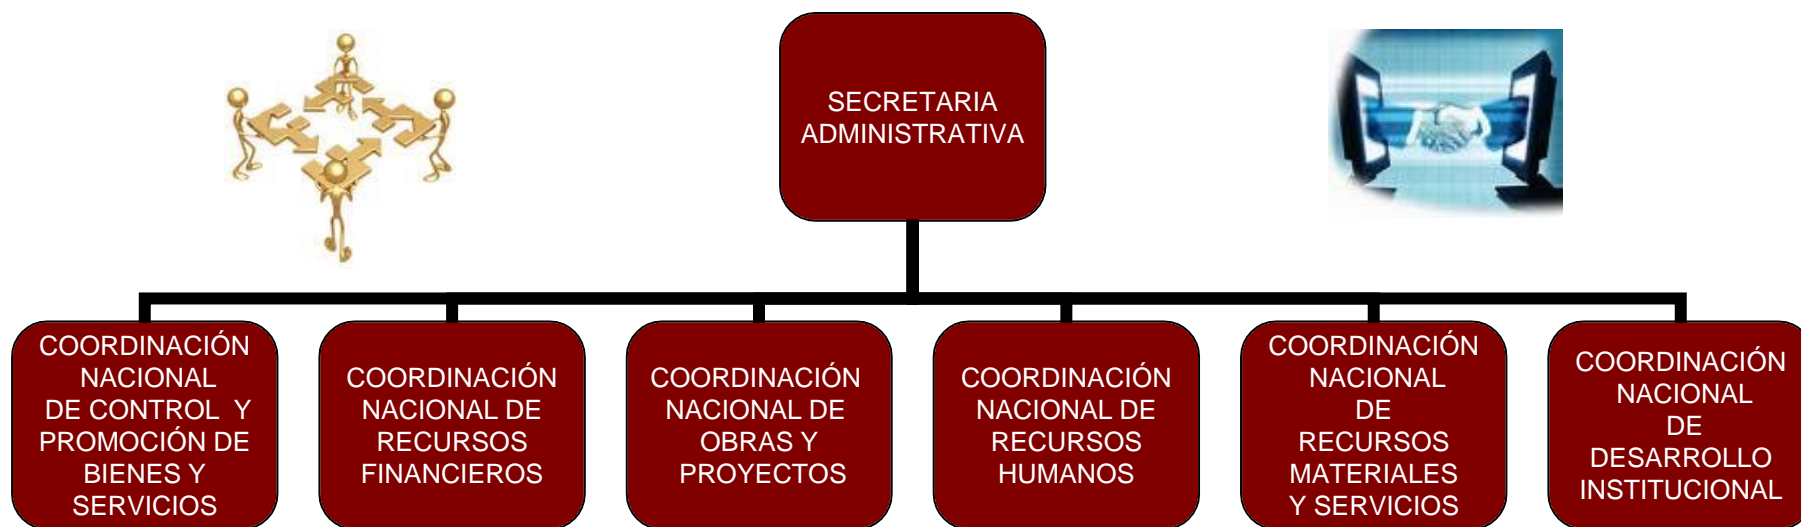 SECRETARIA
ADMINISTRATIVA
COORDINACIÓN
NACIONAL
DE CONTROL Y
PROMOCIÓN DE
BIENES Y
SERVICIOS
COORDINACIÓN
NACIONAL DE
RECURSOS
FINANCIEROS
COORDINACIÓN
NACIONAL DE
OBRAS Y
PROYECTOS
COORDINACIÓN
NACIONAL DE
RECURSOS
HUMANOS
COORDINACIÓN
NACIONAL
DE
RECURSOS
MATERIALES
Y SERVICIOS
COORDINACIÓN
NACIONAL
DE
DESARROLLO
INSTITUCIONAL